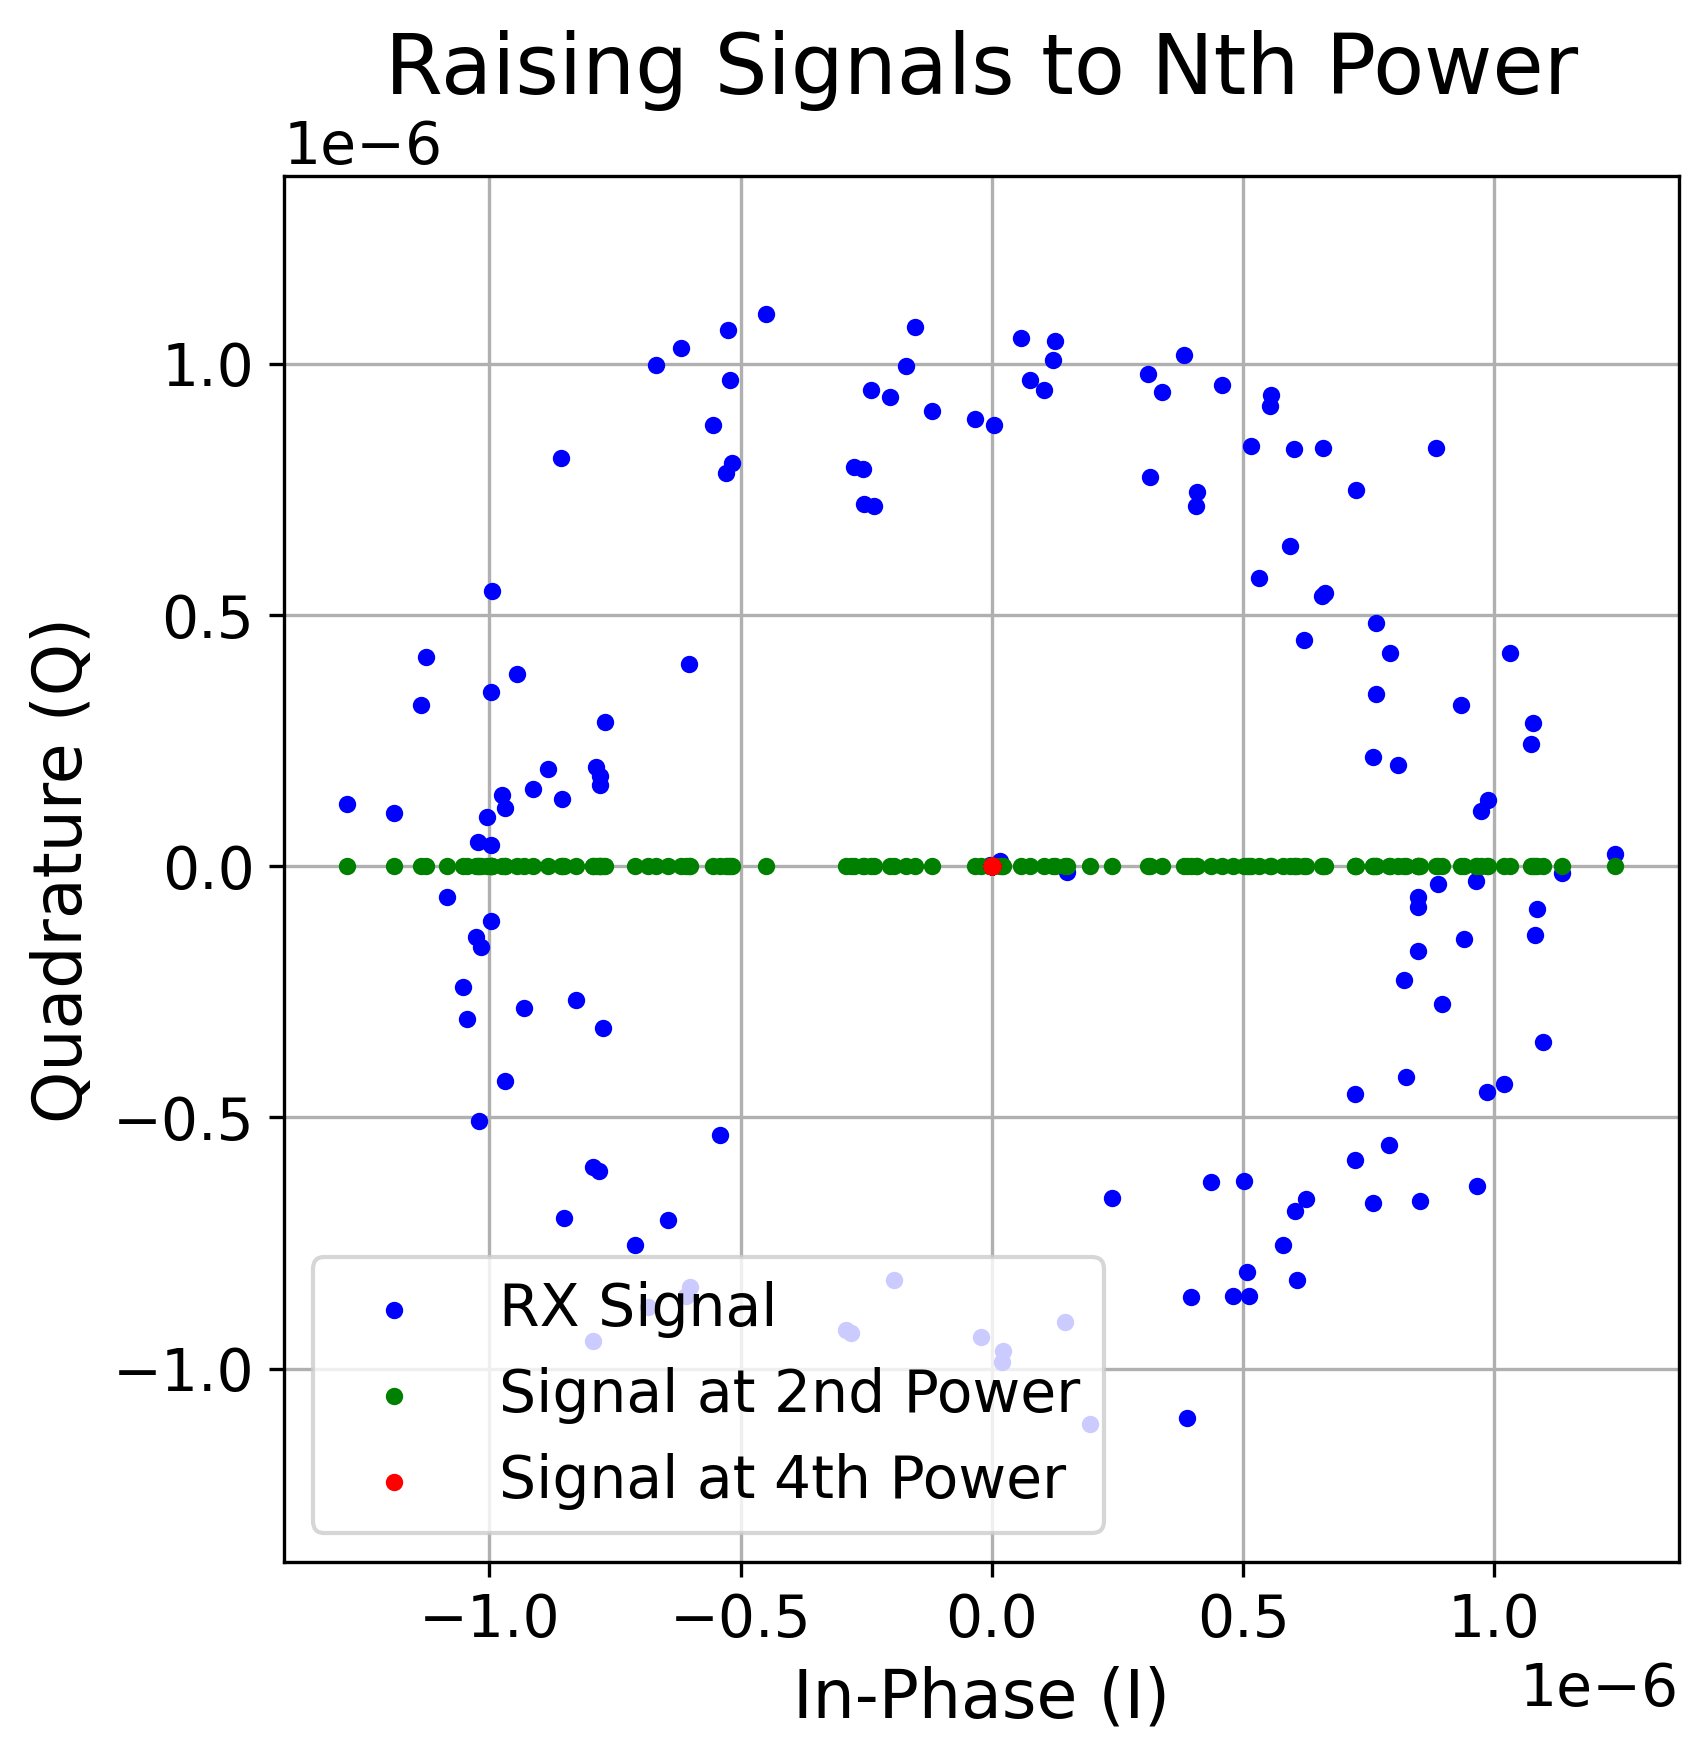 Raising Signals to Nth Power
1e−6
1.0
0.5
0.0
−0.5
−1.0
Quadrature (Q)
RX Signal
Signal at 2nd Power
Signal at 4th Power
−1.0 −0.5 0.0 0.5 1.0
1e−6
In-Phase (I)